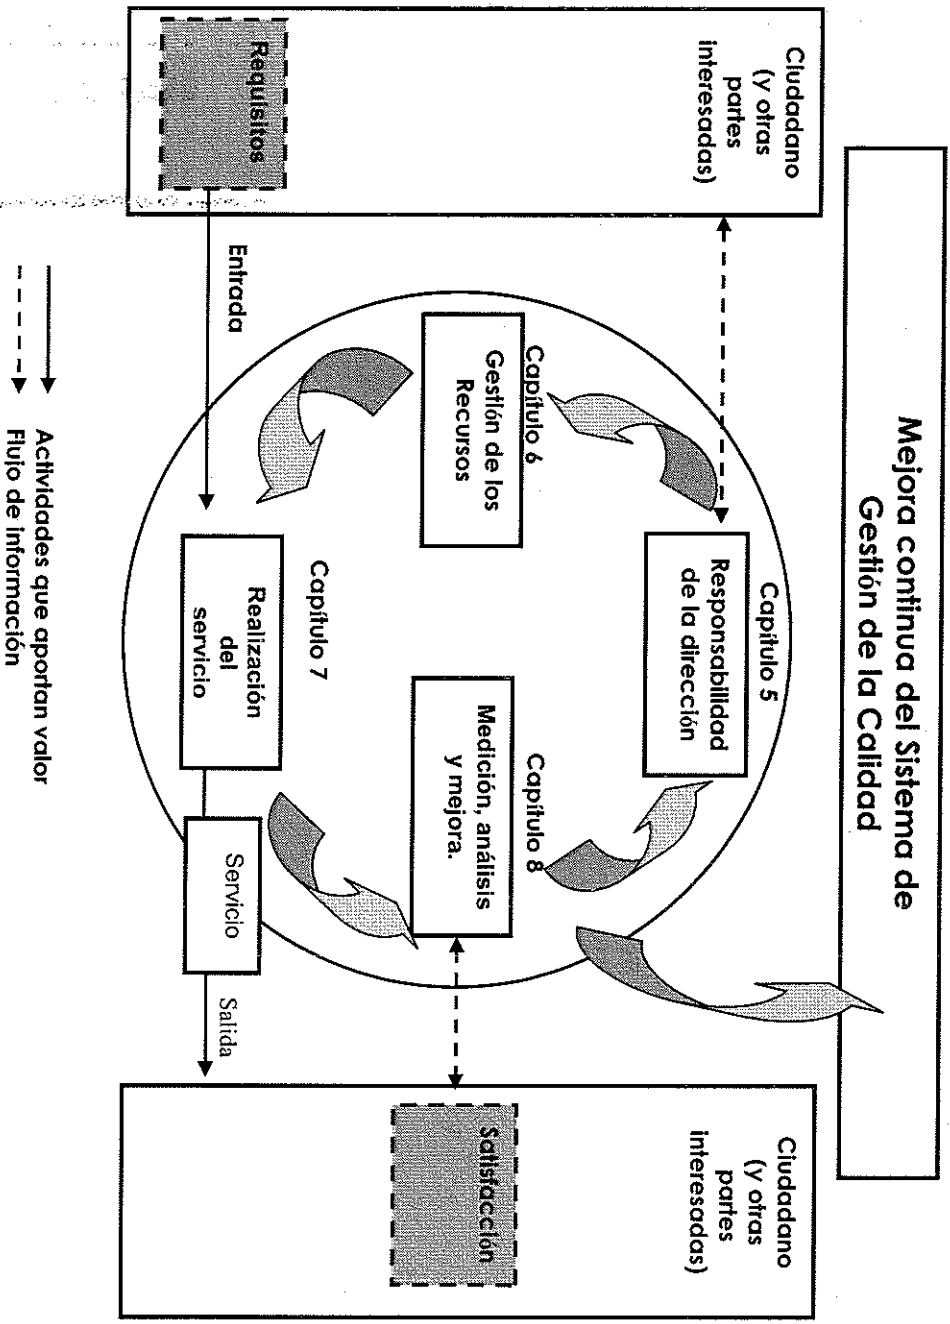 Mejora continua del Sistema de
Gestión de la Calidad
Ciudadano
(y otras
partes
interesadas)
Requisitos
Entrada
Capítulo 5
Responsabilidad
de la dirección
Capítulo 6
Gestión de los
Recursos
Capítulo 8
Medición, análisis
y mejora.
Capítulo 7
Realización
del
servicio
Servicio
Salida
Ciudadano
(y otras
partes
interesadas)
Satisfacción
Actividades que aportan valor
Flujo de información